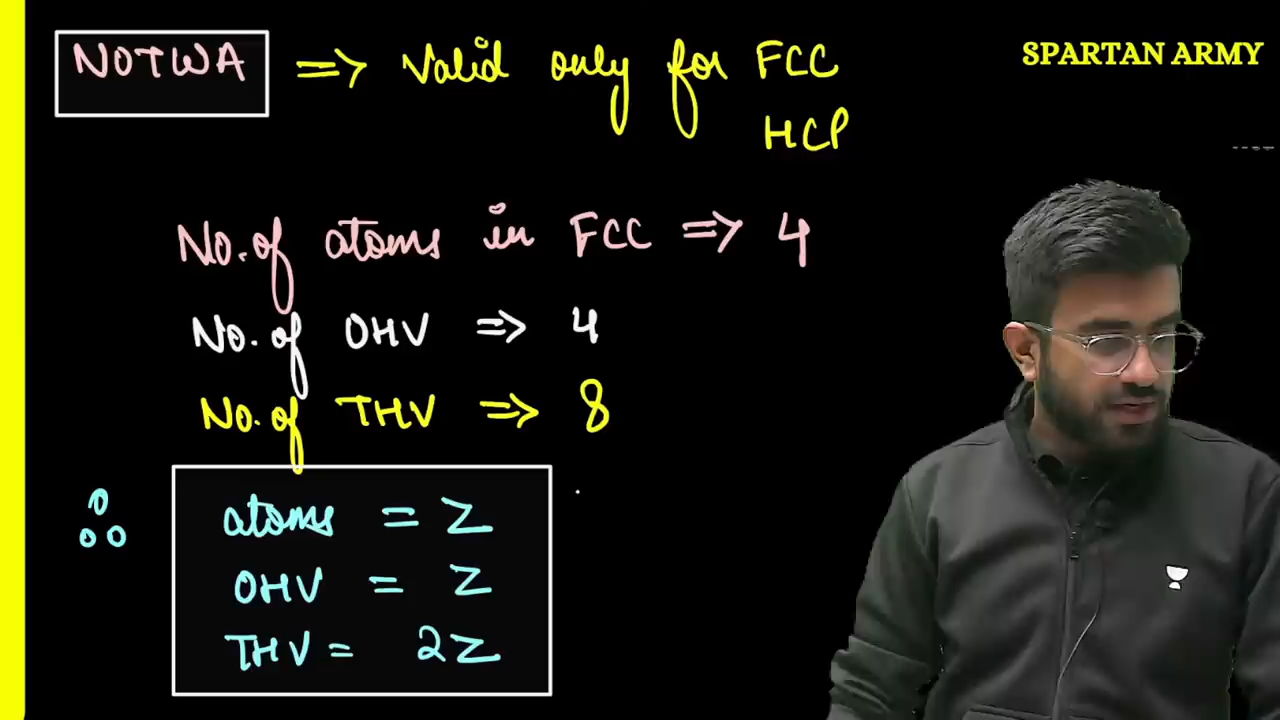 NOTWA => Valid only for FCC
HCP
SPARTAN ARMY
No. of atoms in FCC => 4
No. of OHV => 4
No. of THV => 8
∴ atoms = Z
OHV = Z
THV = 2Z